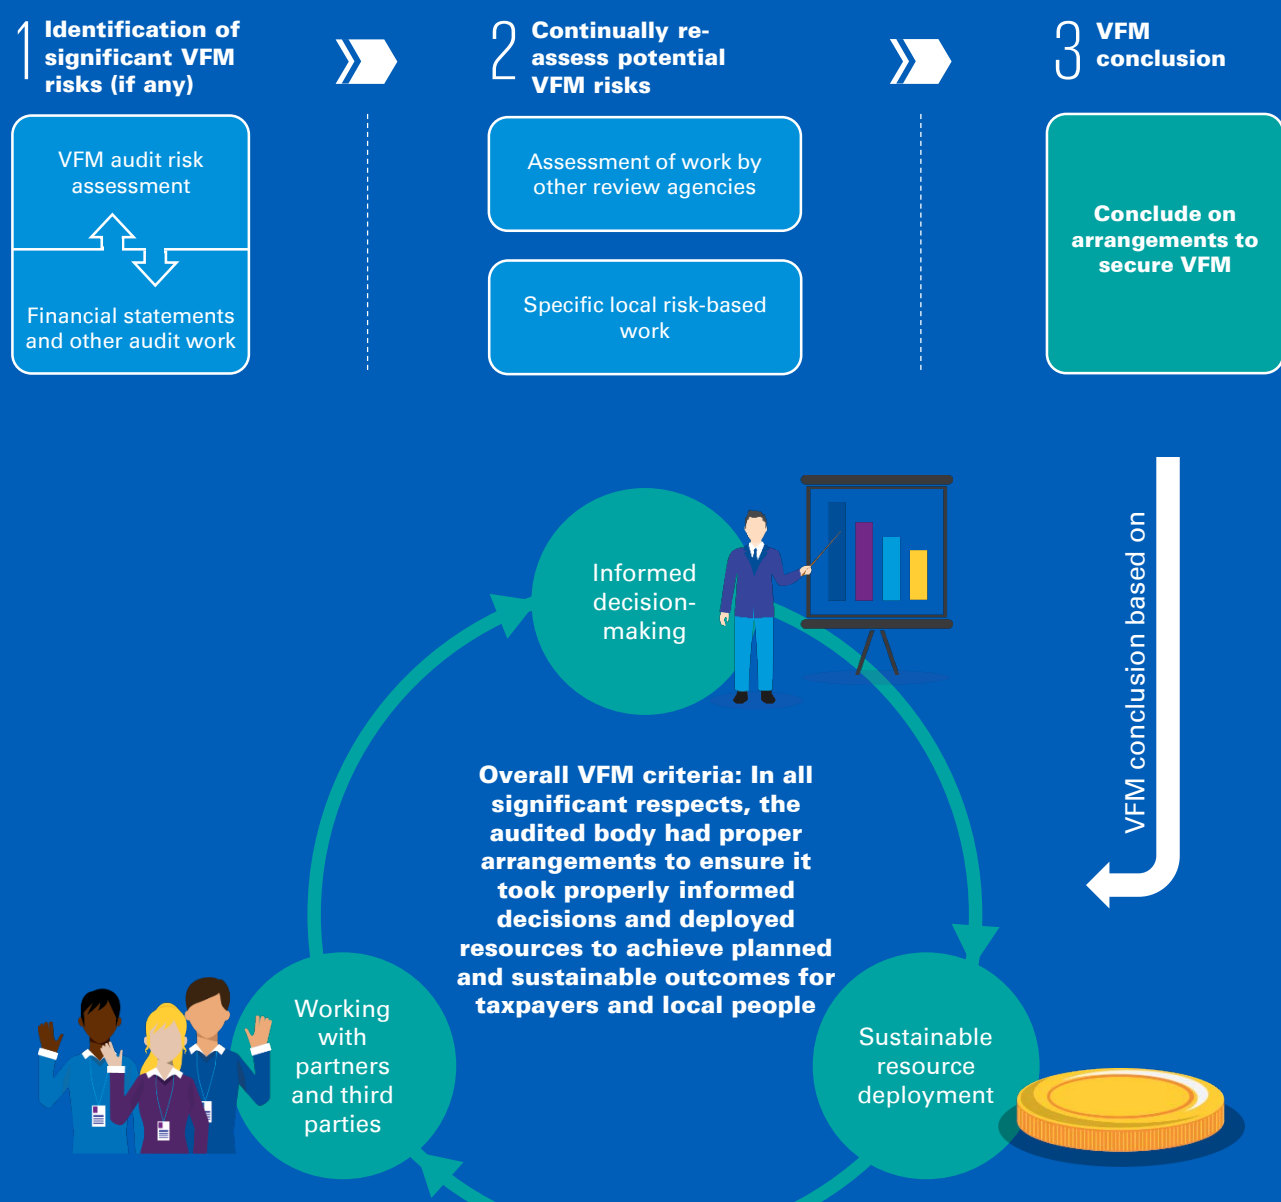 1
Identification of
significant VFM
risks (if any)
VFM audit risk
assessment
Financial statements
and other audit work
2
Continually re-
assess potential
VFM risks
Assessment of work by
other review agencies
Specific local risk-based
work
3
VFM
conclusion
Conclude on
arrangements to
secure VFM
VFM conclusion based on
Informed
decision-
making
Overall VFM criteria: In all
significant respects, the
audited body had proper
arrangements to ensure it
took properly informed
decisions and deployed
resources to achieve planned
and sustainable outcomes for
taxpayers and local people
Working
with
partners
and third
parties
Sustainable
resource
deployment